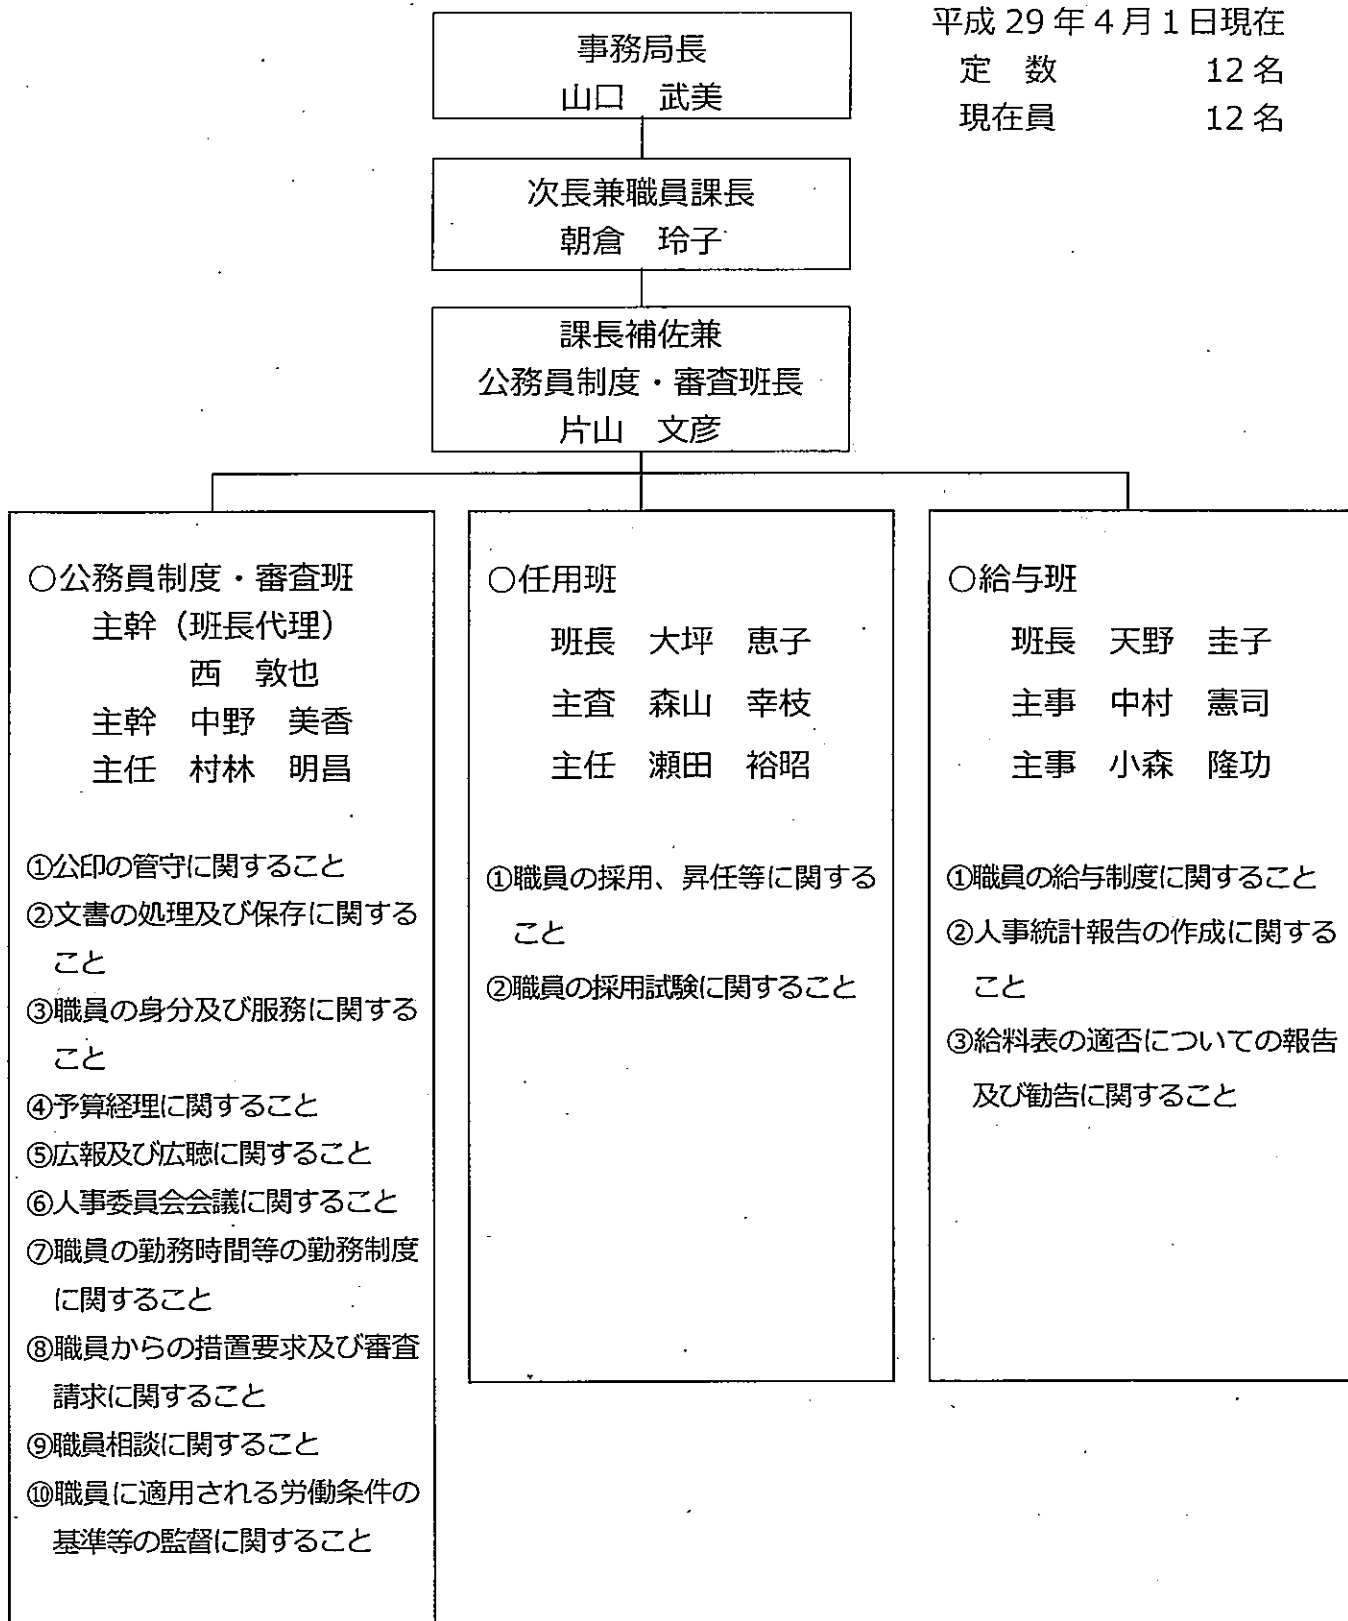 平成 29 年 4 月 1 日現在
定　数　12 名
現在員　12 名
事務局長
山口　武美
次長兼職員課長
朝倉　玲子
課長補佐兼
公務員制度・審査班長
片山　文彦
○公務員制度・審査班
主幹（班長代理）
西　敦也
主幹　中野　美香
主任　村林　明昌
①公印の管守に関すること
②文書の処理及び保存に関する
こと
③職員の身分及び服務に関する
こと
④予算経理に関すること
⑤広報及び広聴に関すること
⑥人事委員会会議に関すること
⑦職員の勤務時間等の勤務制度
に関すること
⑧職員からの措置要求及び審査
請求に関すること
⑨職員相談に関すること
⑩職員に適用される労働条件の
基準等の監督に関すること
○任用班
班長　大坪　恵子
主査　森山　幸枝
主任　瀬田　裕昭
①職員の採用、昇任等に関する
こと
②職員の採用試験に関すること
○給与班
班長　天野　圭子
主事　中村　憲司
主事　小森　隆功
①職員の給与制度に関すること
②人事統計報告の作成に関する
こと
③給料表の適否についての報告
及び勧告に関すること